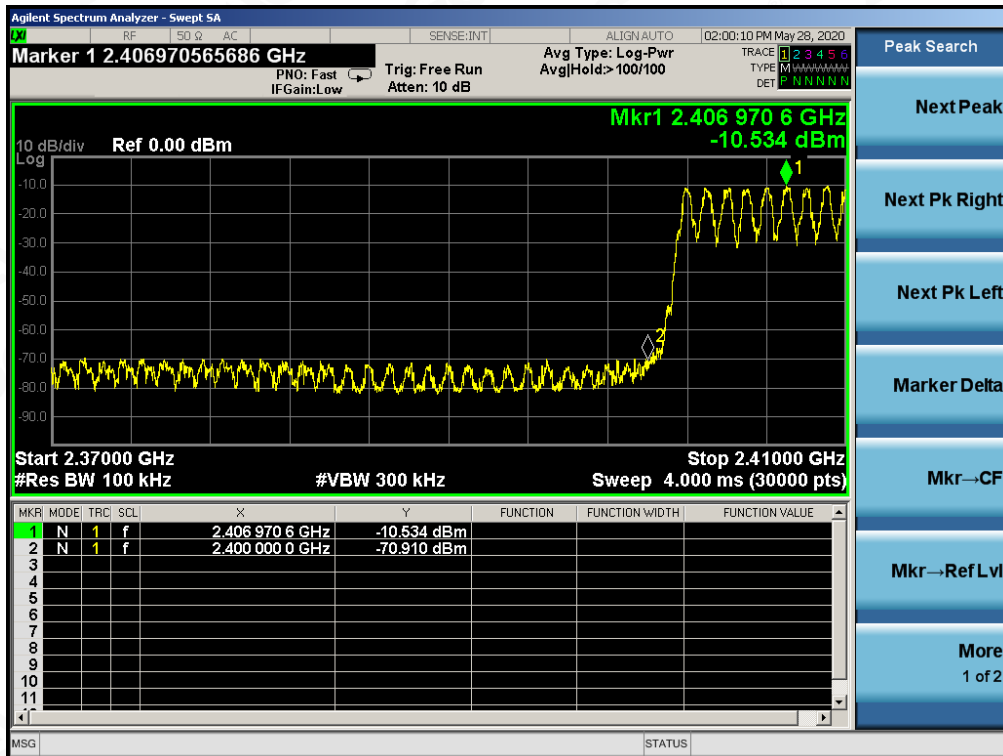 Agilent Spectrum Analyzer - Swept SA
LXI RF 50 Ω AC SENSE:INT ALIGN AUTO 02:00:10 PM May 28, 2020
Marker 1 2.406970565686 GHz
PNO: Fast
IFGain:Low
Trig: Free Run
Atten: 10 dB
Avg Type: Log-Pwr
Avg|Hold:> 100/100
TRACE 1 2 3 4 5 6
TYPE M
DET P N N N N N
Mkr1 2.406 970 6 GHz
-10.534 dBm
10 dB/div Ref 0.00 dBm
Log
1
-10.0
-20.0
-30.0
-40.0
-50.0
-60.0
2
-70.0
-80.0
-90.0
Start 2.37000 GHz Stop 2.41000 GHz
#Res BW 100 kHz #VBW 300 kHz Sweep 4.000 ms (30000 pts)
MKR MODE TRC SCL X Y FUNCTION FUNCTION WIDTH FUNCTION VALUE
1 N 1 f 2.406 970 6 GHz -10.534 dBm
2 N 1 f 2.400 000 0 GHz -70.910 dBm
3
4
5
6
7
8
9
10
11
MSG STATUS
Peak Search
Next Peak
Next Pk Right
Next Pk Left
Marker Delta
Mkr→CF
Mkr→Ref Lvl
More
1 of 2